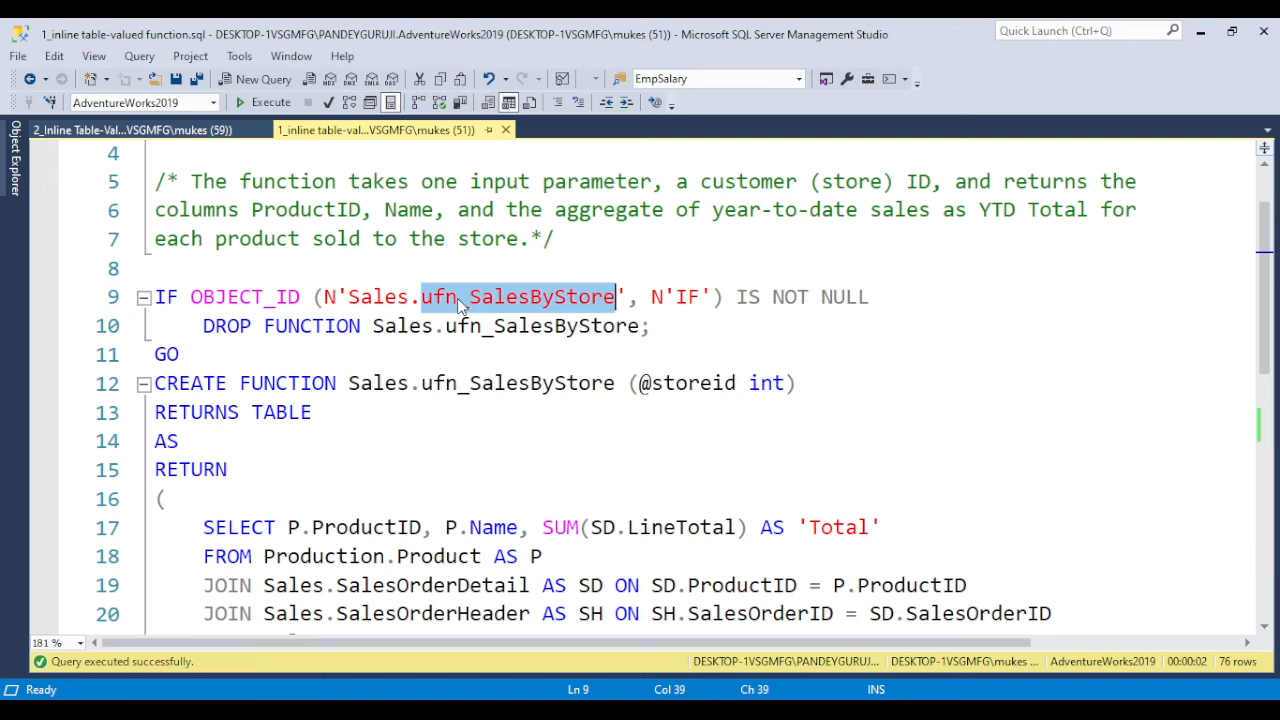 1_inline table-valued function.sql - DESKTOP-1VSGMFG\PANDEYGURUJI.AdventureWorks2019 (DESKTOP-1VSGMFG\mukes (51)) - Microsoft SQL Server Management Studio
Quick Launch (Ctrl+Q)
File Edit View Query Project Tools Window Help
New Query
EmpSalary
AdventureWorks2019
Execute
2_Inline Table-Val...VSGMFG\mukes (59))
1_inline table-val...VSGMFG\mukes (51))
Object Explorer
4
5 /* The function takes one input parameter, a customer (store) ID, and returns the
6 columns ProductID, Name, and the aggregate of year-to-date sales as YTD Total for
7 each product sold to the store.*/
8
9 IF OBJECT_ID (N'Sales.ufn_SalesByStore', N'IF') IS NOT NULL
10 DROP FUNCTION Sales.ufn_SalesByStore;
11 GO
12 CREATE FUNCTION Sales.ufn_SalesByStore (@storeid int)
13 RETURNS TABLE
14 AS
15 RETURN
16 (
17 SELECT P.ProductID, P.Name, SUM(SD.LineTotal) AS 'Total'
18 FROM Production.Product AS P
19 JOIN Sales.SalesOrderDetail AS SD ON SD.ProductID = P.ProductID
20 JOIN Sales.SalesOrderHeader AS SH ON SH.SalesOrderID = SD.SalesOrderID
181 %
Query executed successfully.
DESKTOP-1VSGMFG\PANDEYGURUJI... DESKTOP-1VSGMFG\mukes ... AdventureWorks2019 00:00:02 76 rows
Ready Ln 9 Col 39 Ch 39 INS